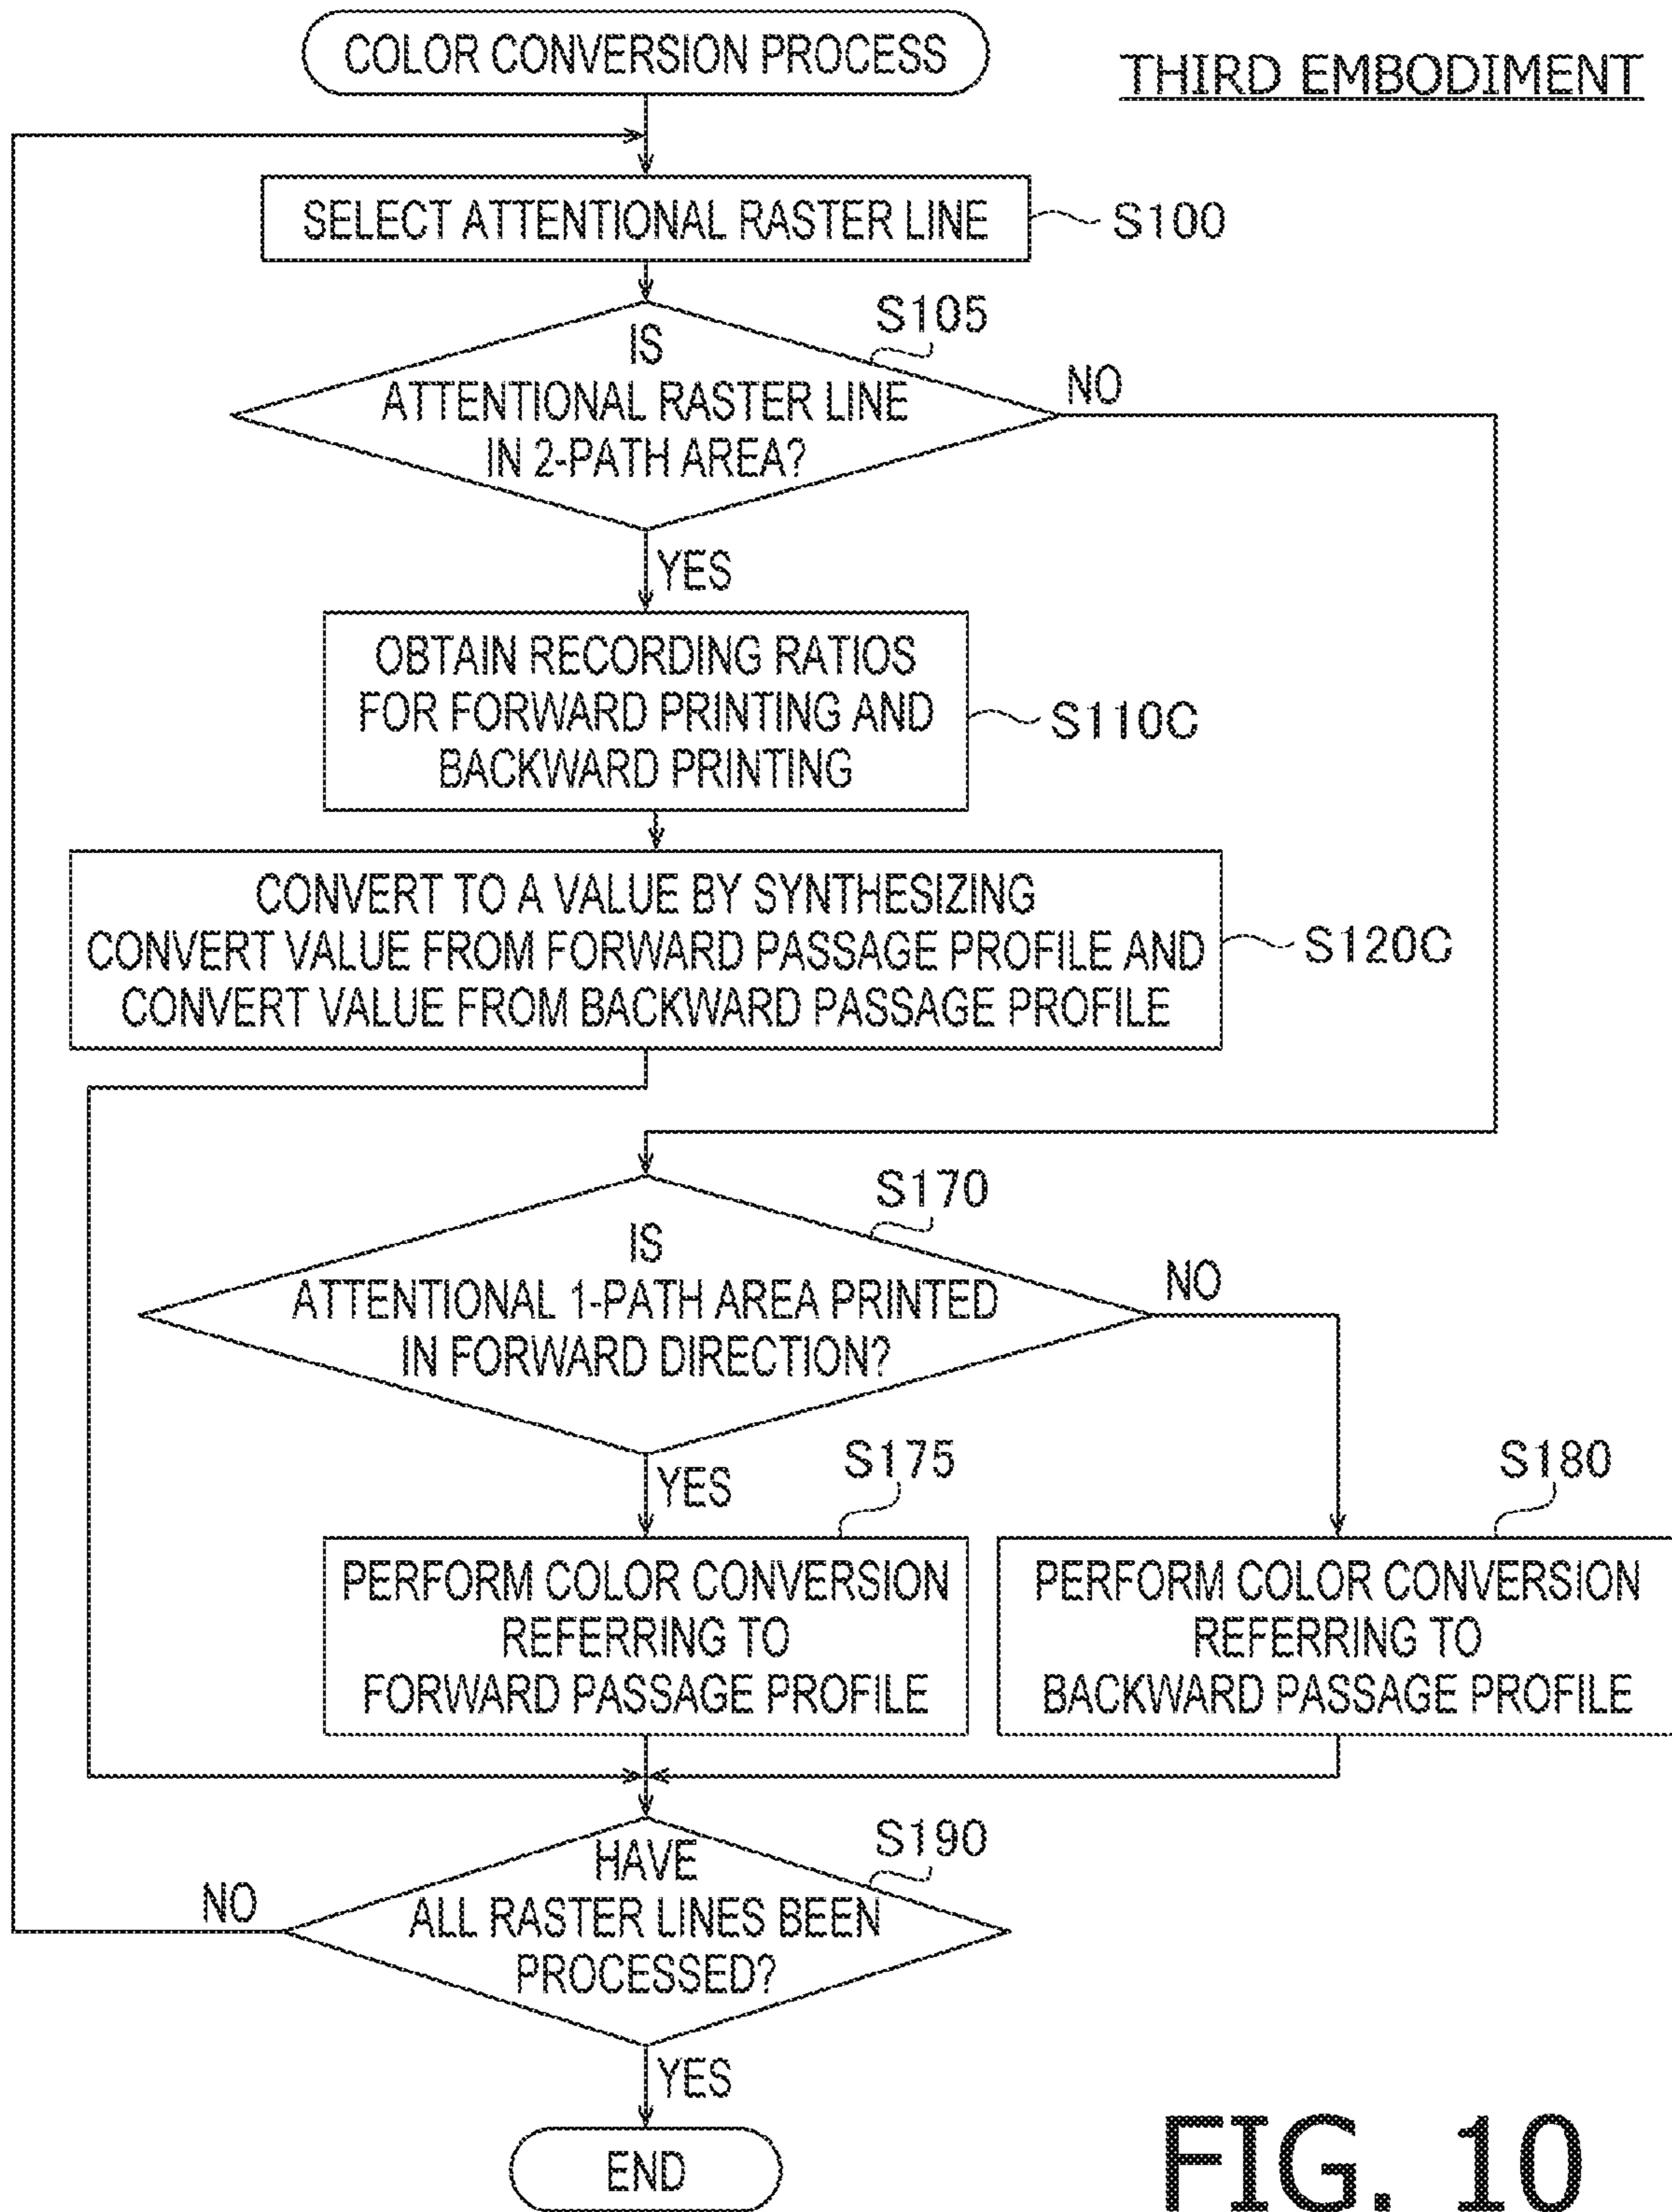 COLOR CONVERSION PROCESS
THIRD EMBODIMENT
SELECT ATTENTIONAL RASTER LINE
S100
S105
IS
ATTENTIONAL RASTER LINE
IN 2-PATH AREA?
NO
YES
OBTAIN RECORDING RATIOS
FOR FORWARD PRINTING AND
BACKWARD PRINTING
S110C
CONVERT TO A VALUE BY SYNTHESIZING
CONVERT VALUE FROM FORWARD PASSAGE PROFILE AND
CONVERT VALUE FROM BACKWARD PASSAGE PROFILE
S120C
S170
IS
ATTENTIONAL 1-PATH AREA PRINTED
IN FORWARD DIRECTION?
NO
YES
S175
S180
PERFORM COLOR CONVERSION
REFERRING TO
FORWARD PASSAGE PROFILE
PERFORM COLOR CONVERSION
REFERRING TO
BACKWARD PASSAGE PROFILE
S190
HAVE
ALL RASTER LINES BEEN
PROCESSED?
NO
YES
END
FIG. 10